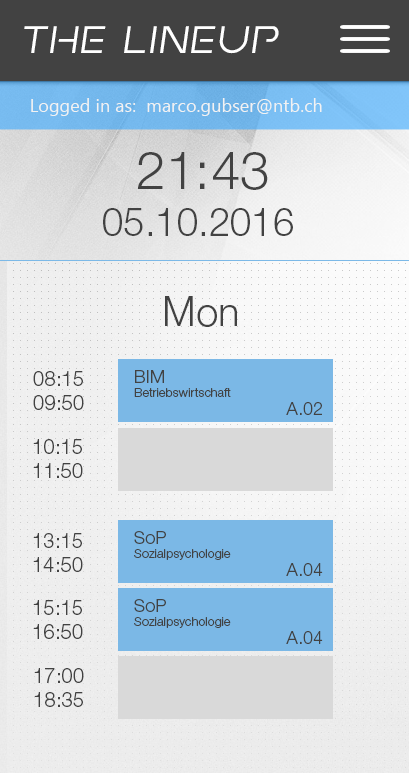 THE LINEUP
Logged in as: marco.gubser@ntb.ch
21:43
05.10.2016
Mon
08:15
09:50
BIM
Betriebswirtschaft
A.02
10:15
11:50
13:15
14:50
SoP
Sozialpsychologie
A.04
15:15
16:50
SoP
Sozialpsychologie
A.04
17:00
18:35